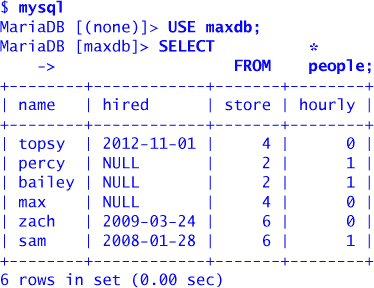 $ mysql
MariaDB [(none)]> USE maxdb;
MariaDB [maxdb]> SELECT          *
    ->                   FROM    people;
+--------+------------+-------+--------+
| name   | hired      | store | hourly |
+--------+------------+-------+--------+
| topsy  | 2012-11-01 |     4 |      0 |
| percy  | NULL       |     2 |      1 |
| bailey | NULL       |     2 |      1 |
| max    | NULL       |     4 |      0 |
| zach   | 2009-03-24 |     6 |      0 |
| sam    | 2008-01-28 |     6 |      1 |
+--------+------------+-------+--------+
6 rows in set (0.00 sec)